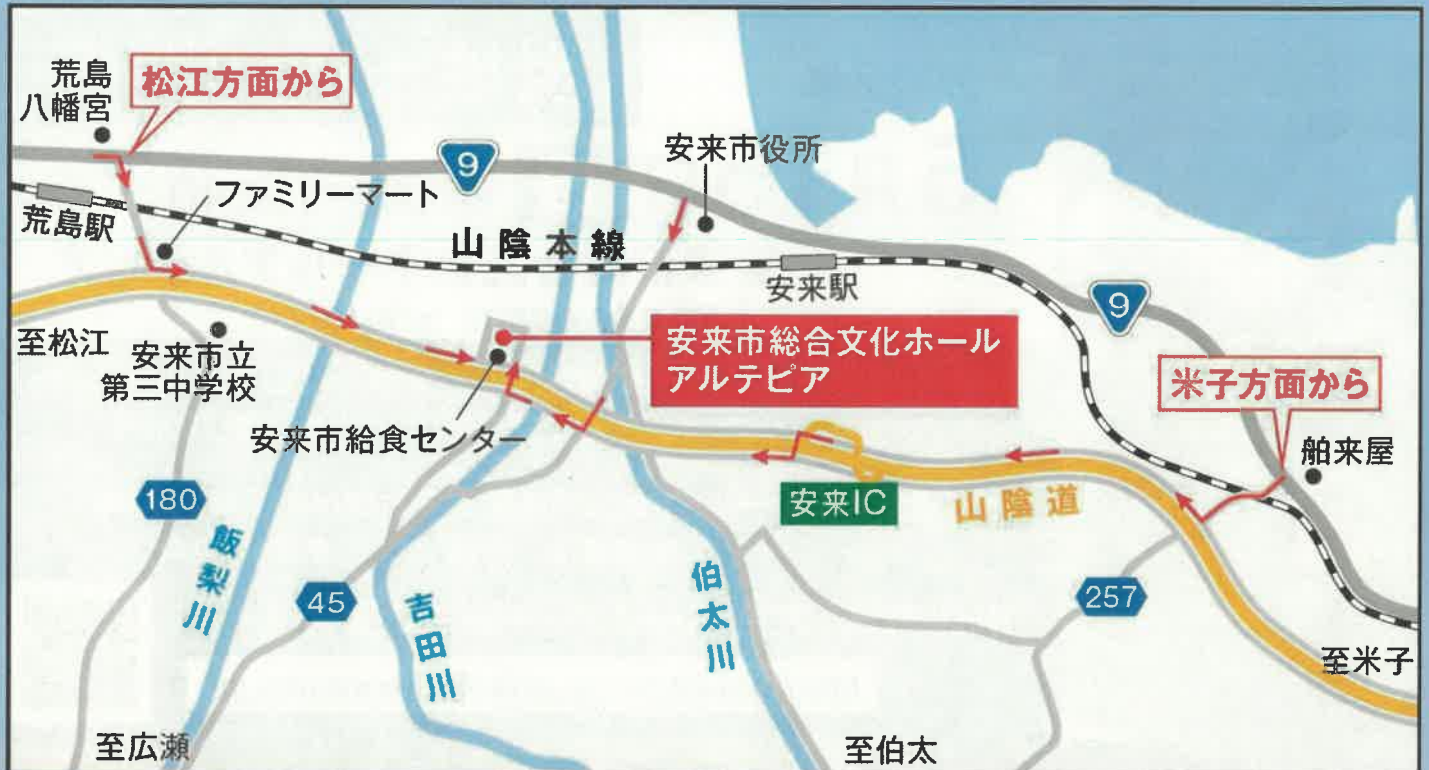 荒島
八幡宮
松江方面から
9
安来市役所
ファミリーマート
荒島駅
山陰本線
安来駅
9
至松江
安来市立
第三中学校
安来市総合文化ホール
アルテピア
米子方面から
安来市給食センター
舶来屋
180
安来IC
山陰道
飯梨川
45
吉田川
伯太川
257
至米子
至広瀬
至伯太